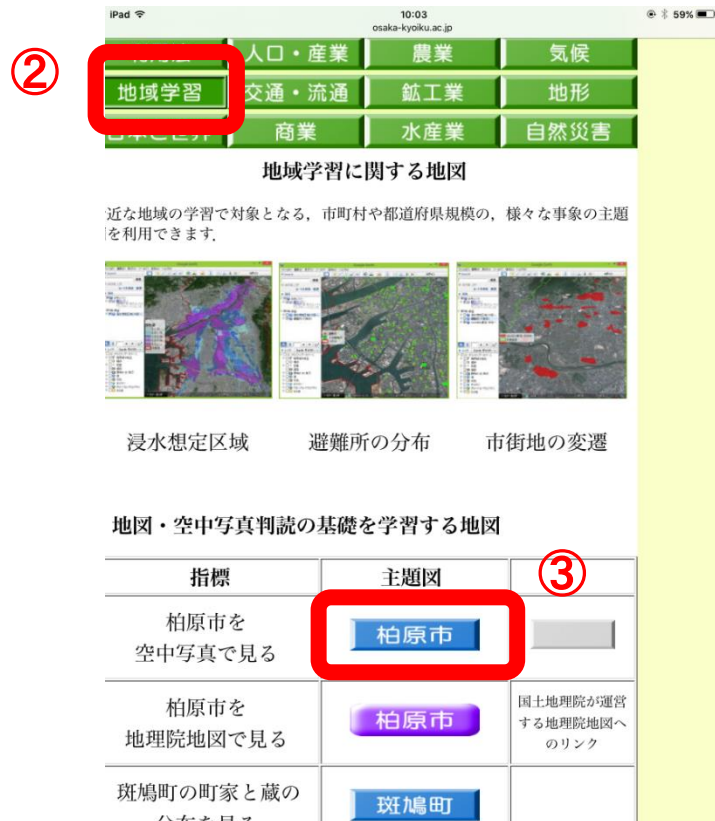 iPad
10:03
59%
osaka-kyoiku.ac.jp
②
人口・産業
農業
気候
地域学習
交通・流通
鉱工業
地形
商業
水産業
自然災害
地域学習に関する地図
近な地域の学習で対象となる，市町村や都道府県規模の，様々な事象の主題
を利用できます．
浸水想定区域
避難所の分布
市街地の変遷
地図・空中写真判読の基礎を学習する地図
指標
主題図
③
柏原市を
空中写真で見る
柏原市
柏原市を
地理院地図で見る
柏原市
国土地理院が運営
する地理院地図へ
のリンク
斑鳩町の町家と蔵の
斑鳩町